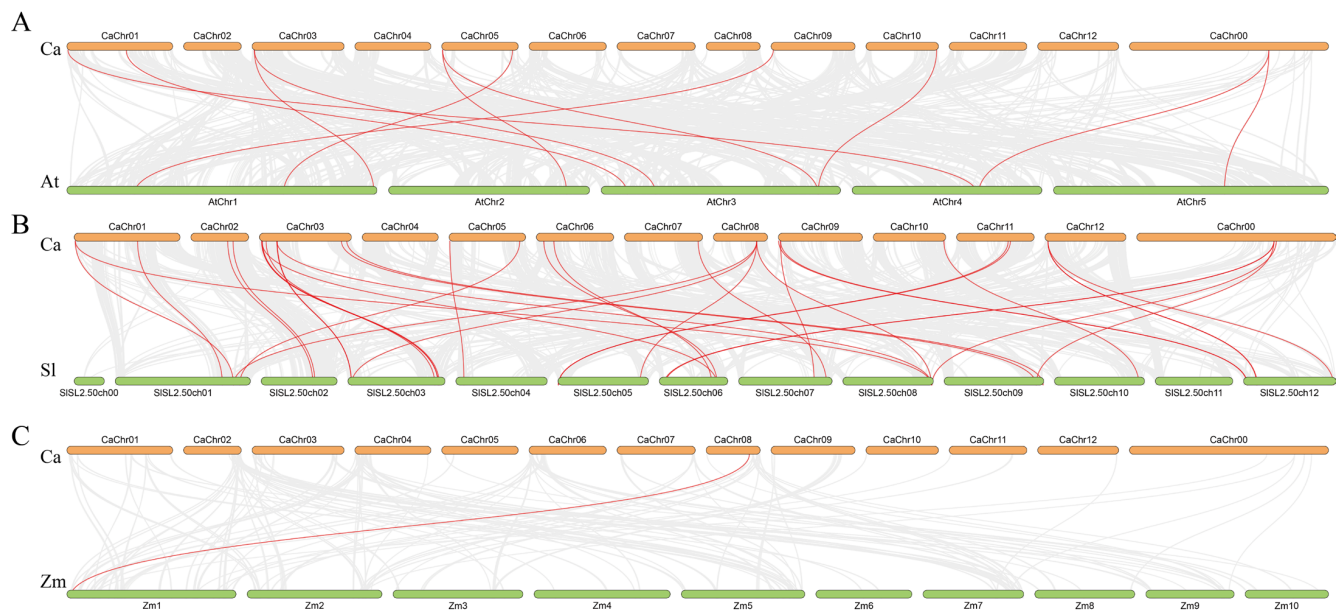 A
Ca
CaChr01 CaChr02 CaChr03 CaChr04 CaChr05 CaChr06 CaChr07 CaChr08 CaChr09 CaChr10 CaChr11 CaChr12 CaChr00
At
AtChr1 AtChr2 AtChr3 AtChr4 AtChr5
B
Ca
CaChr01 CaChr02 CaChr03 CaChr04 CaChr05 CaChr06 CaChr07 CaChr08 CaChr09 CaChr10 CaChr11 CaChr12 CaChr00
Sl
SlSL2.50ch00 SlSL2.50ch01 SlSL2.50ch02 SlSL2.50ch03 SlSL2.50ch04 SlSL2.50ch05 SlSL2.50ch06 SlSL2.50ch07 SlSL2.50ch08 SlSL2.50ch09 SlSL2.50ch10 SlSL2.50ch11 SlSL2.50ch12
C
Ca
CaChr01 CaChr02 CaChr03 CaChr04 CaChr05 CaChr06 CaChr07 CaChr08 CaChr09 CaChr10 CaChr11 CaChr12 CaChr00
Zm
Zm1 Zm2 Zm3 Zm4 Zm5 Zm6 Zm7 Zm8 Zm9 Zm10